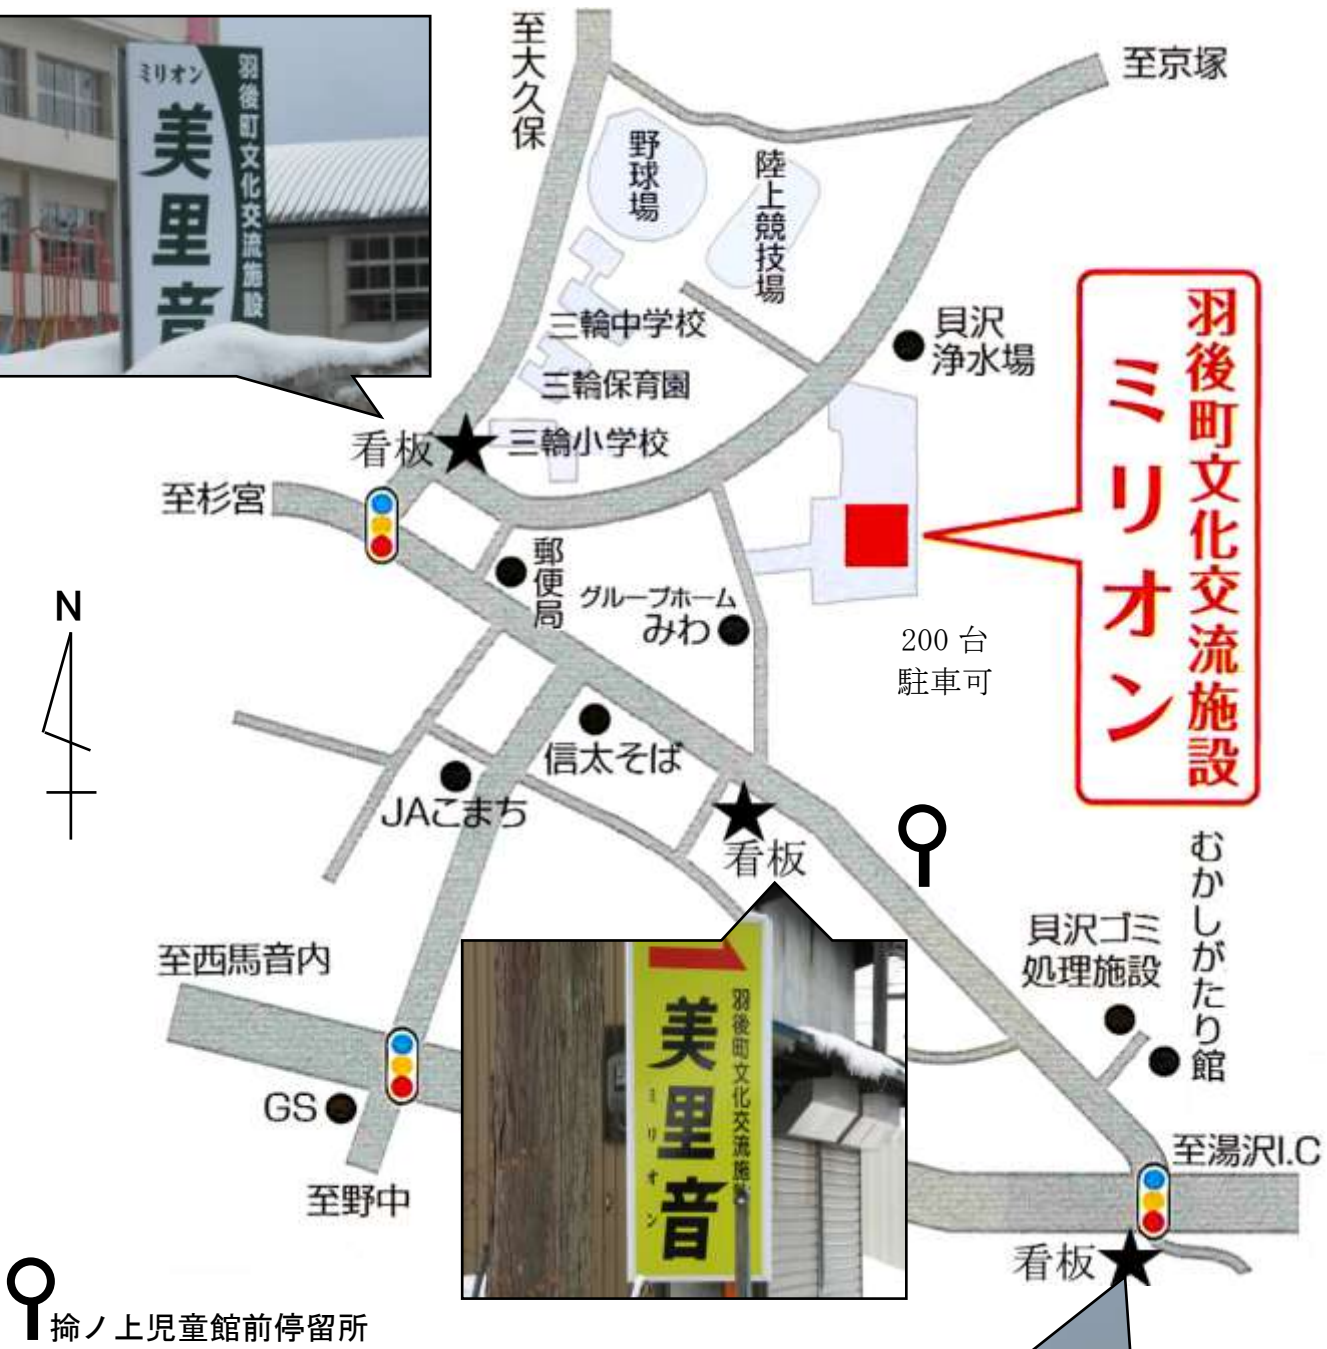 ミリオン
美里音
羽後町文化交流施設
至大久保
至京塚
野球場
陸上競技場
三輪中学校
三輪保育園
三輪小学校
貝沢
浄水場
羽後町文化交流施設
ミリオン
看板
至杉宮
郵便局
グループホーム
みわ
200 台
駐車可
N
信太そば
JAこまち
看板
むかしがたり館
貝沢ゴミ
処理施設
至西馬音内
羽後町文化交流施設
美里音
ミリオン
GS
至湯沢I.C
至野中
看板
掵ノ上児童館前停留所